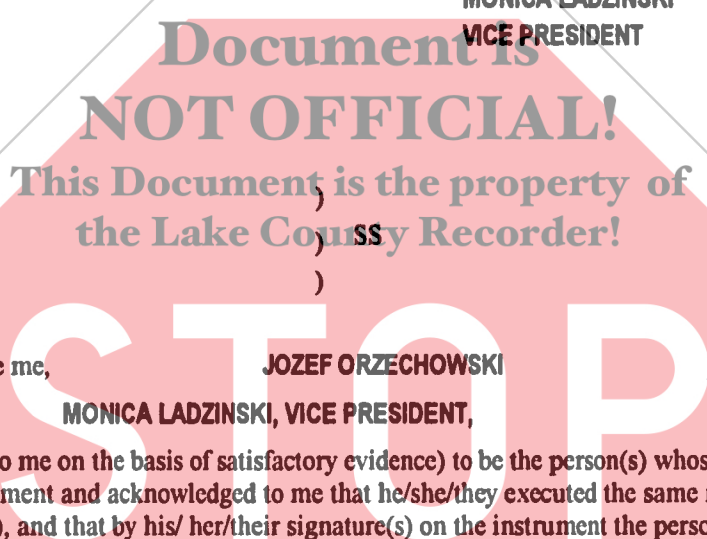 MONICA LADZINSKI
VICE PRESIDENT
Document is
NOT OFFICIAL!
This Document is the property of
the Lake County Recorder!
)
) SS
)
STOP
me,
JOZEF ORZECHOWSKI
MONICA LADZINSKI, VICE PRESIDENT,
o me on the basis of satisfactory evidence) to be the person(s) whos
ment and acknowledged to me that he/she/they executed the same
), and that by his/ her/their signature(s) on the instrument the perso